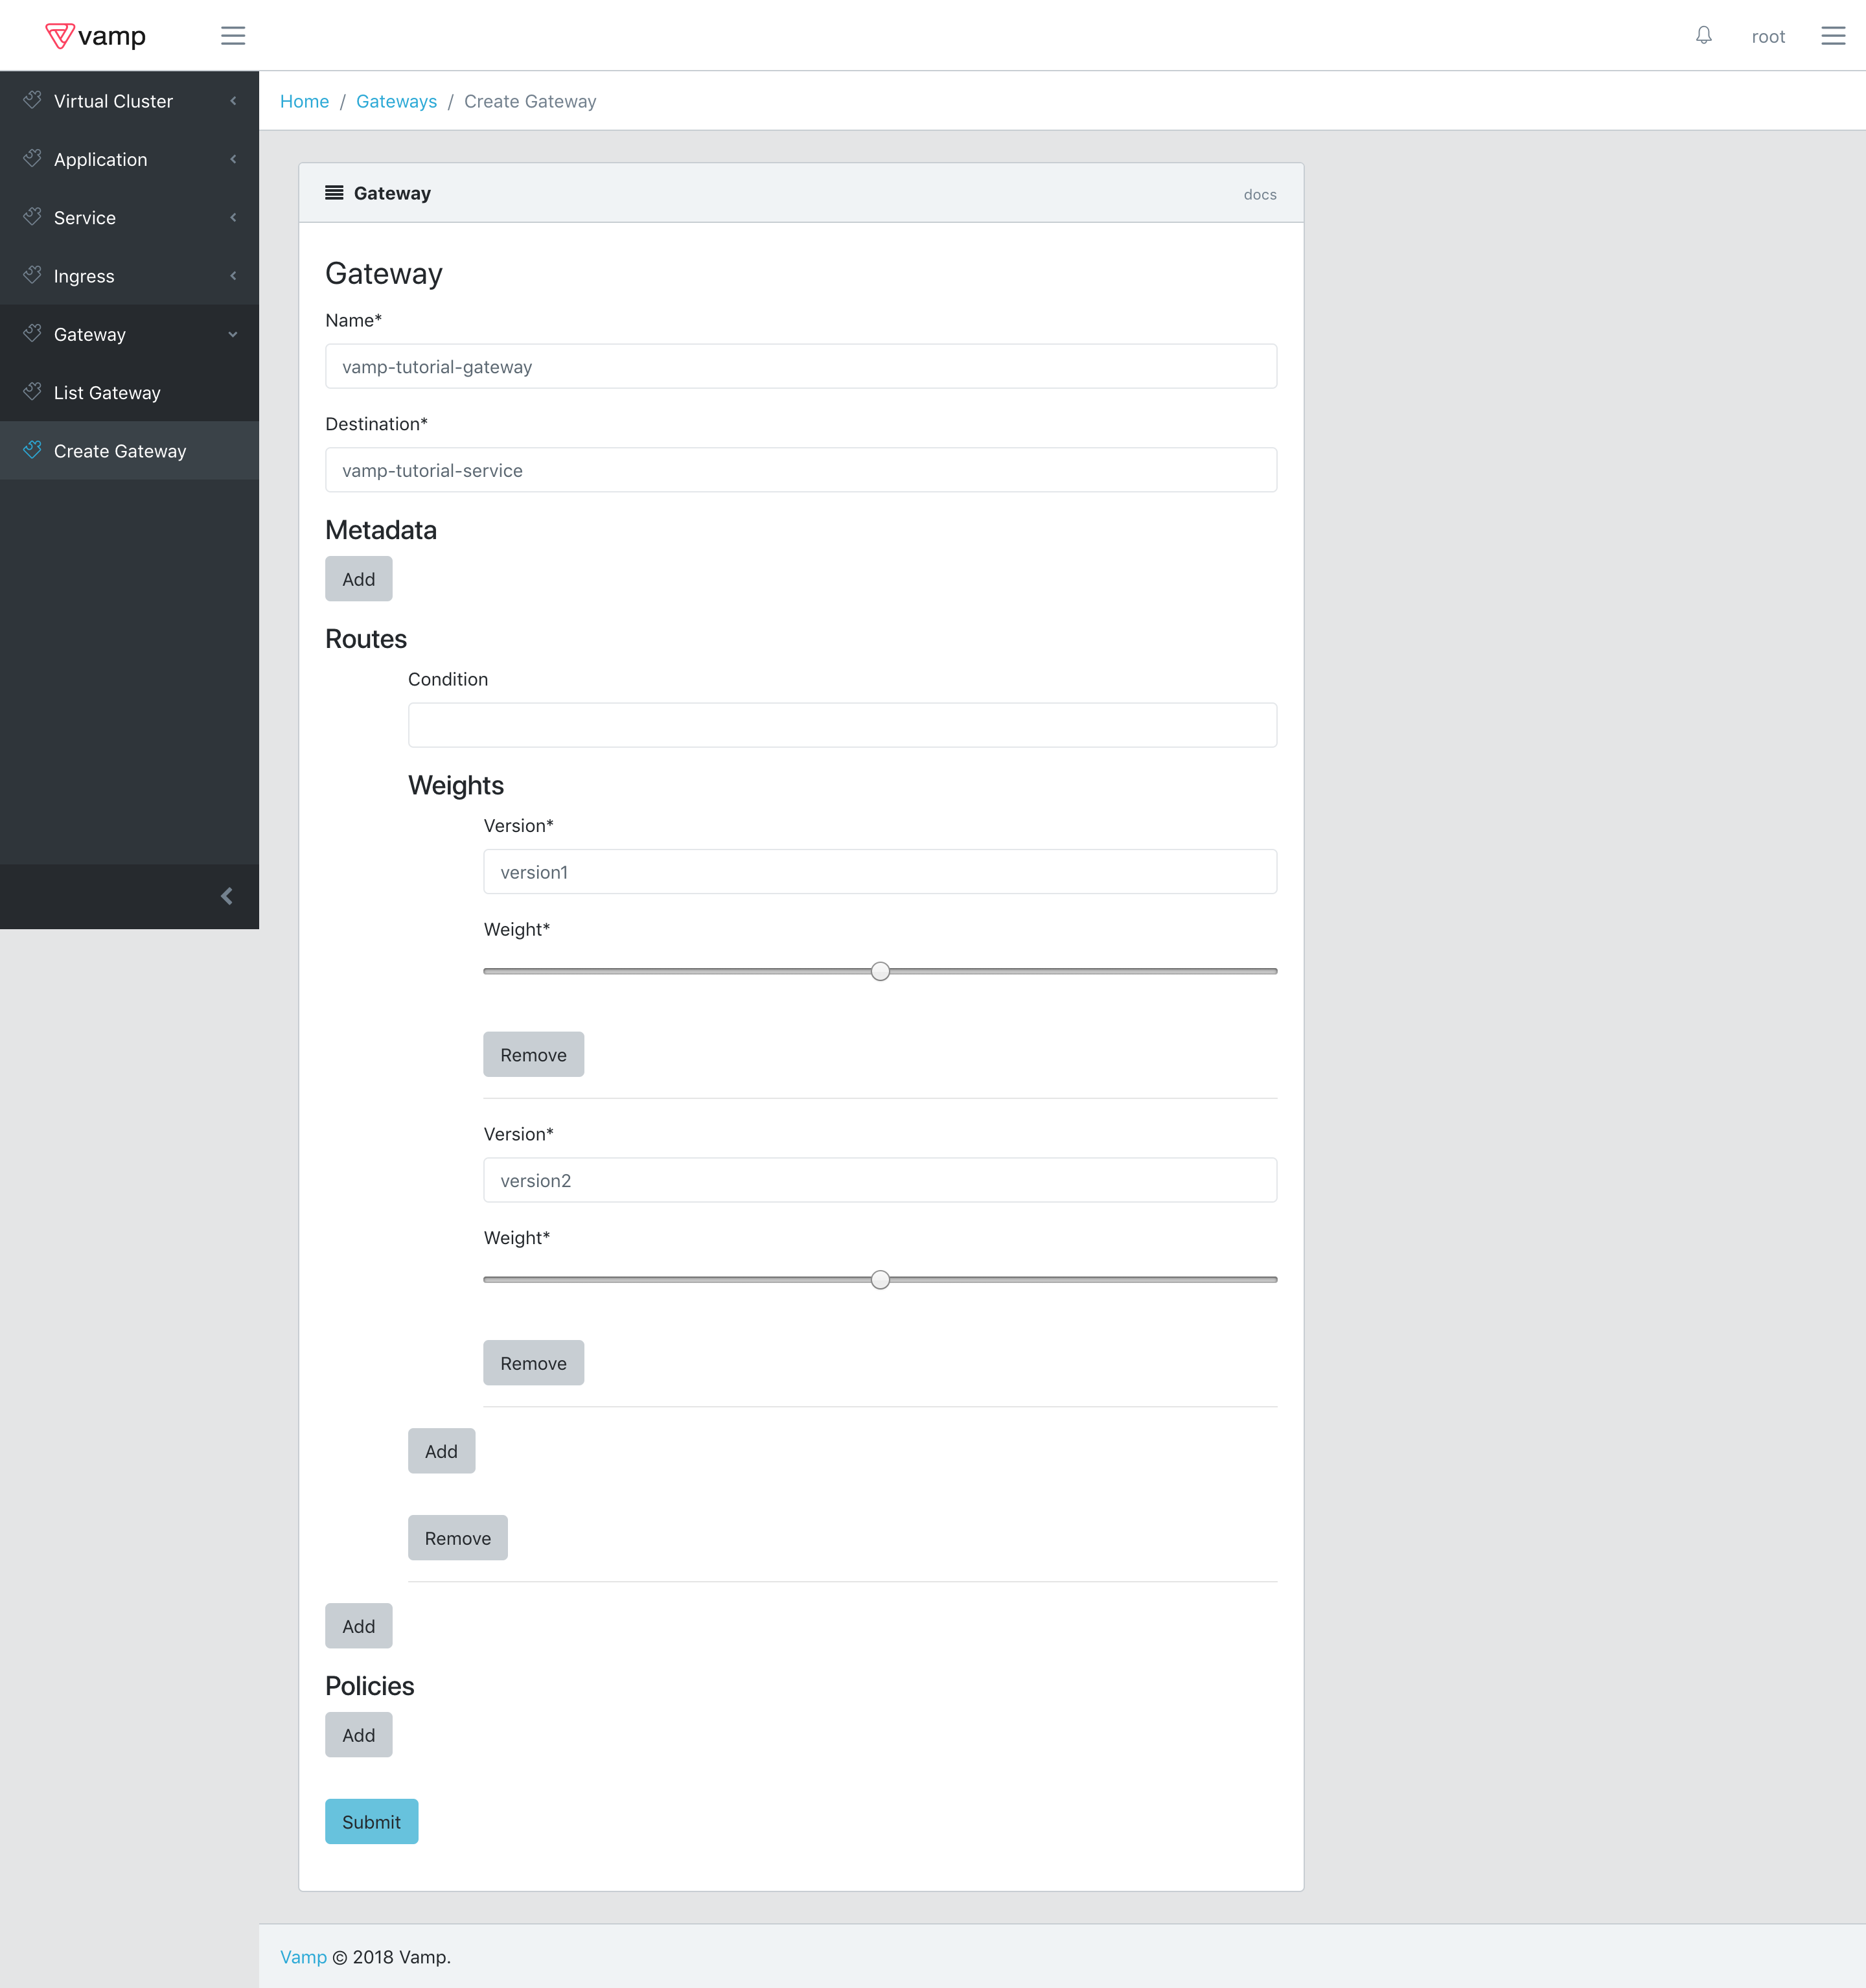 vamp
root
Virtual Cluster
Application
Service
Ingress
Gateway
List Gateway
Create Gateway
Home / Gateways / Create Gateway
Gateway
docs
Gateway
Name*
vamp-tutorial-gateway
Destination*
vamp-tutorial-service
Metadata
Add
Routes
Condition
Weights
Version*
version1
Weight*
Remove
Version*
version2
Weight*
Remove
Add
Remove
Add
Policies
Add
Submit
Vamp © 2018 Vamp.